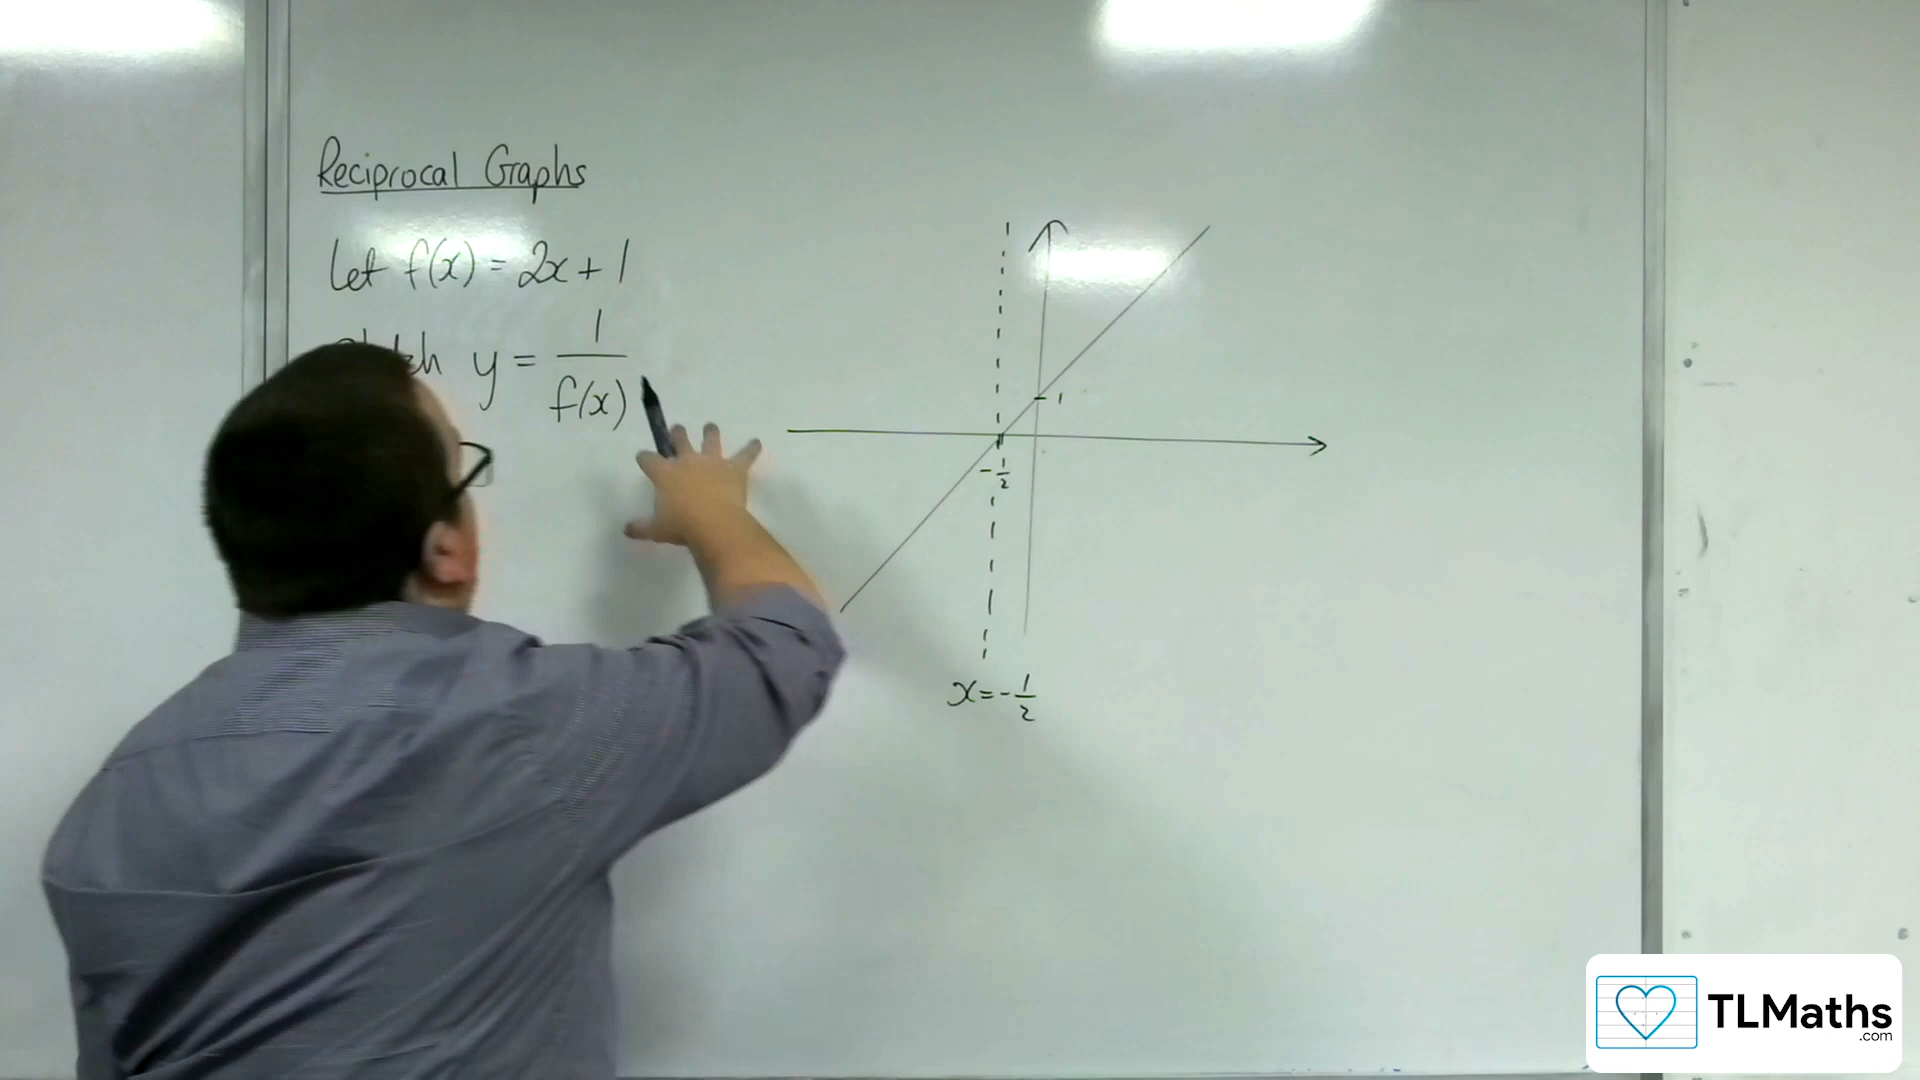 Reciprocal Graphs
Let f(x) = 2x + 1
y = 1/f(x)
1
-1/2
x = -1/2
TLMaths
.com